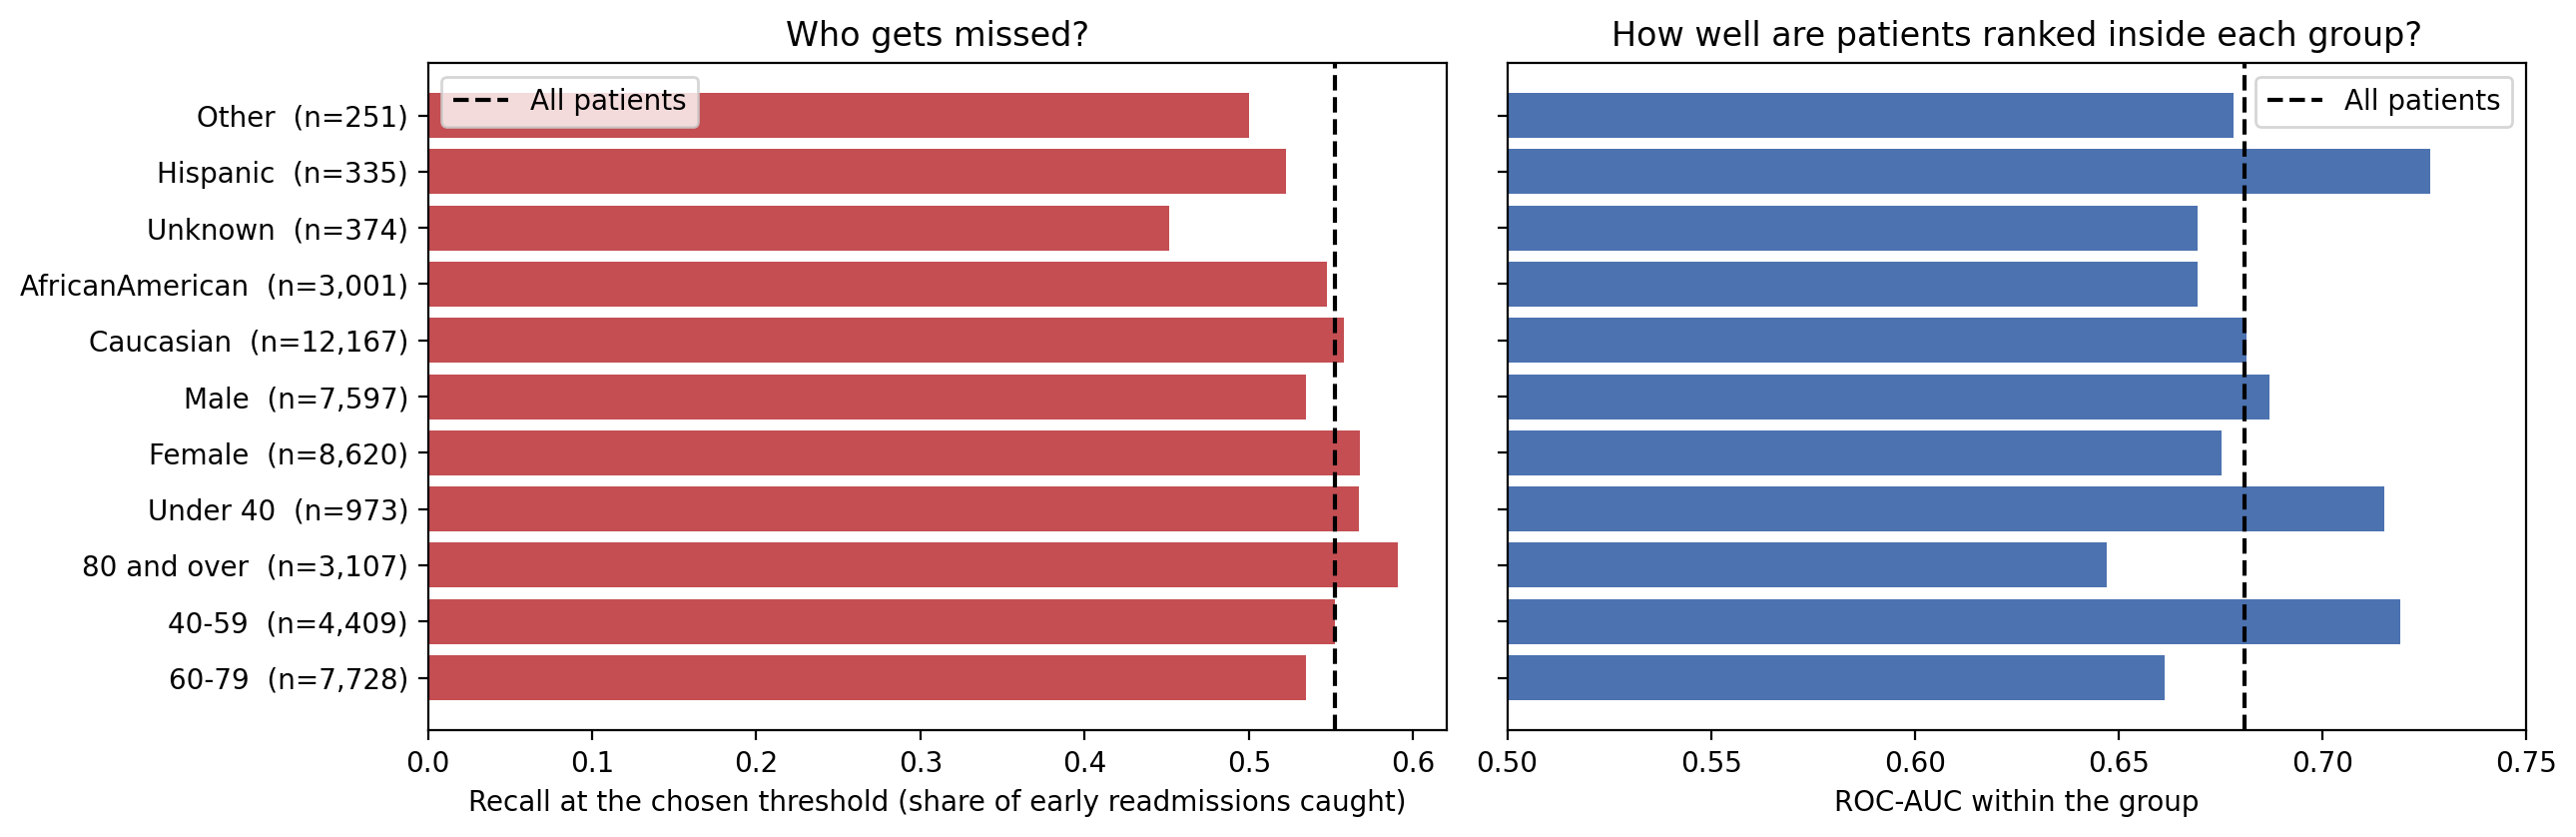 Who gets missed?
All patients
Other (n=251)
Hispanic (n=335)
Unknown (n=374)
AfricanAmerican (n=3,001)
Caucasian (n=12,167)
Male (n=7,597)
Female (n=8,620)
Under 40 (n=973)
80 and over (n=3,107)
40-59 (n=4,409)
60-79 (n=7,728)
0.0 0.1 0.2 0.3 0.4 0.5 0.6
Recall at the chosen threshold (share of early readmissions caught)
How well are patients ranked inside each group?
All patients
0.50 0.55 0.60 0.65 0.70 0.75
ROC-AUC within the group